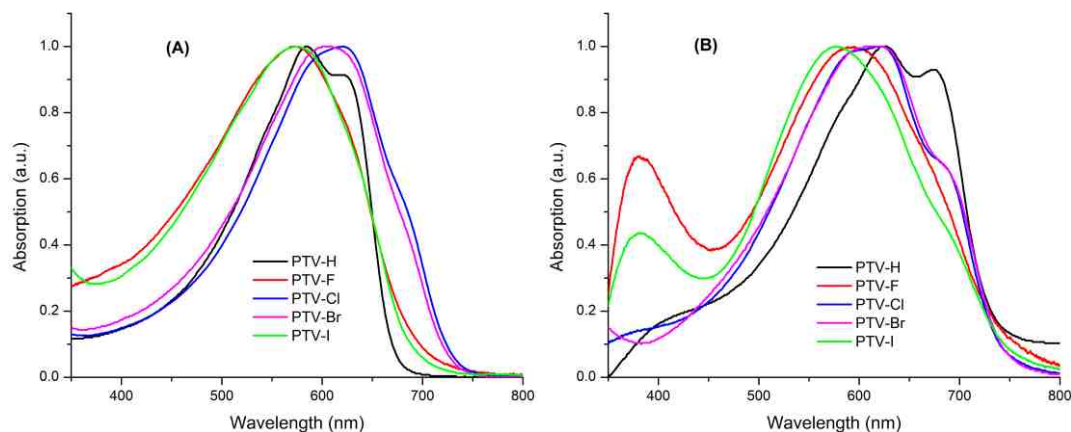 (A)
1.0
0.8
0.6
0.4
0.2
0.0
Absorption (a.u.)
PTV-H
PTV-F
PTV-Cl
PTV-Br
PTV-I
400 500 600 700 800
Wavelength (nm)
(B)
1.0
0.8
0.6
0.4
0.2
0.0
Absorption (a.u.)
PTV-H
PTV-F
PTV-Cl
PTV-Br
PTV-I
400 500 600 700 800
Wavelength (nm)